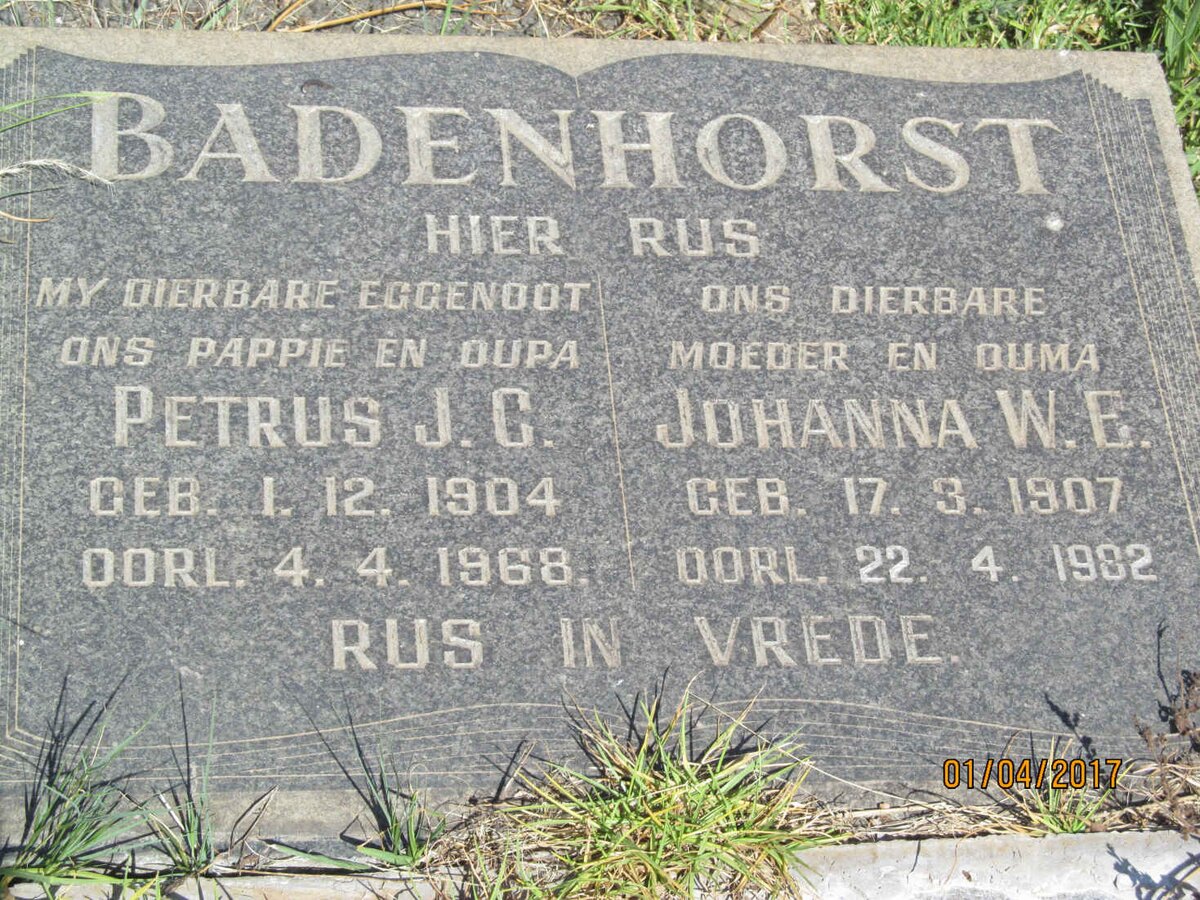 BADENHORST
HIER RUS
MY DIERBARE EGGENOOT
ONS PAPPIE EN OUPA
PETRUS J. C.
GEB. 1. 12. 1904
OORL. 4. 4. 1968.
ONS DIERBARE
MOEDER EN OUMA
JOHANNA W. E.
GEB. 17. 3. 1907
OORL. 22. 4. 1982
RUS IN VREDE.
01/04/2017